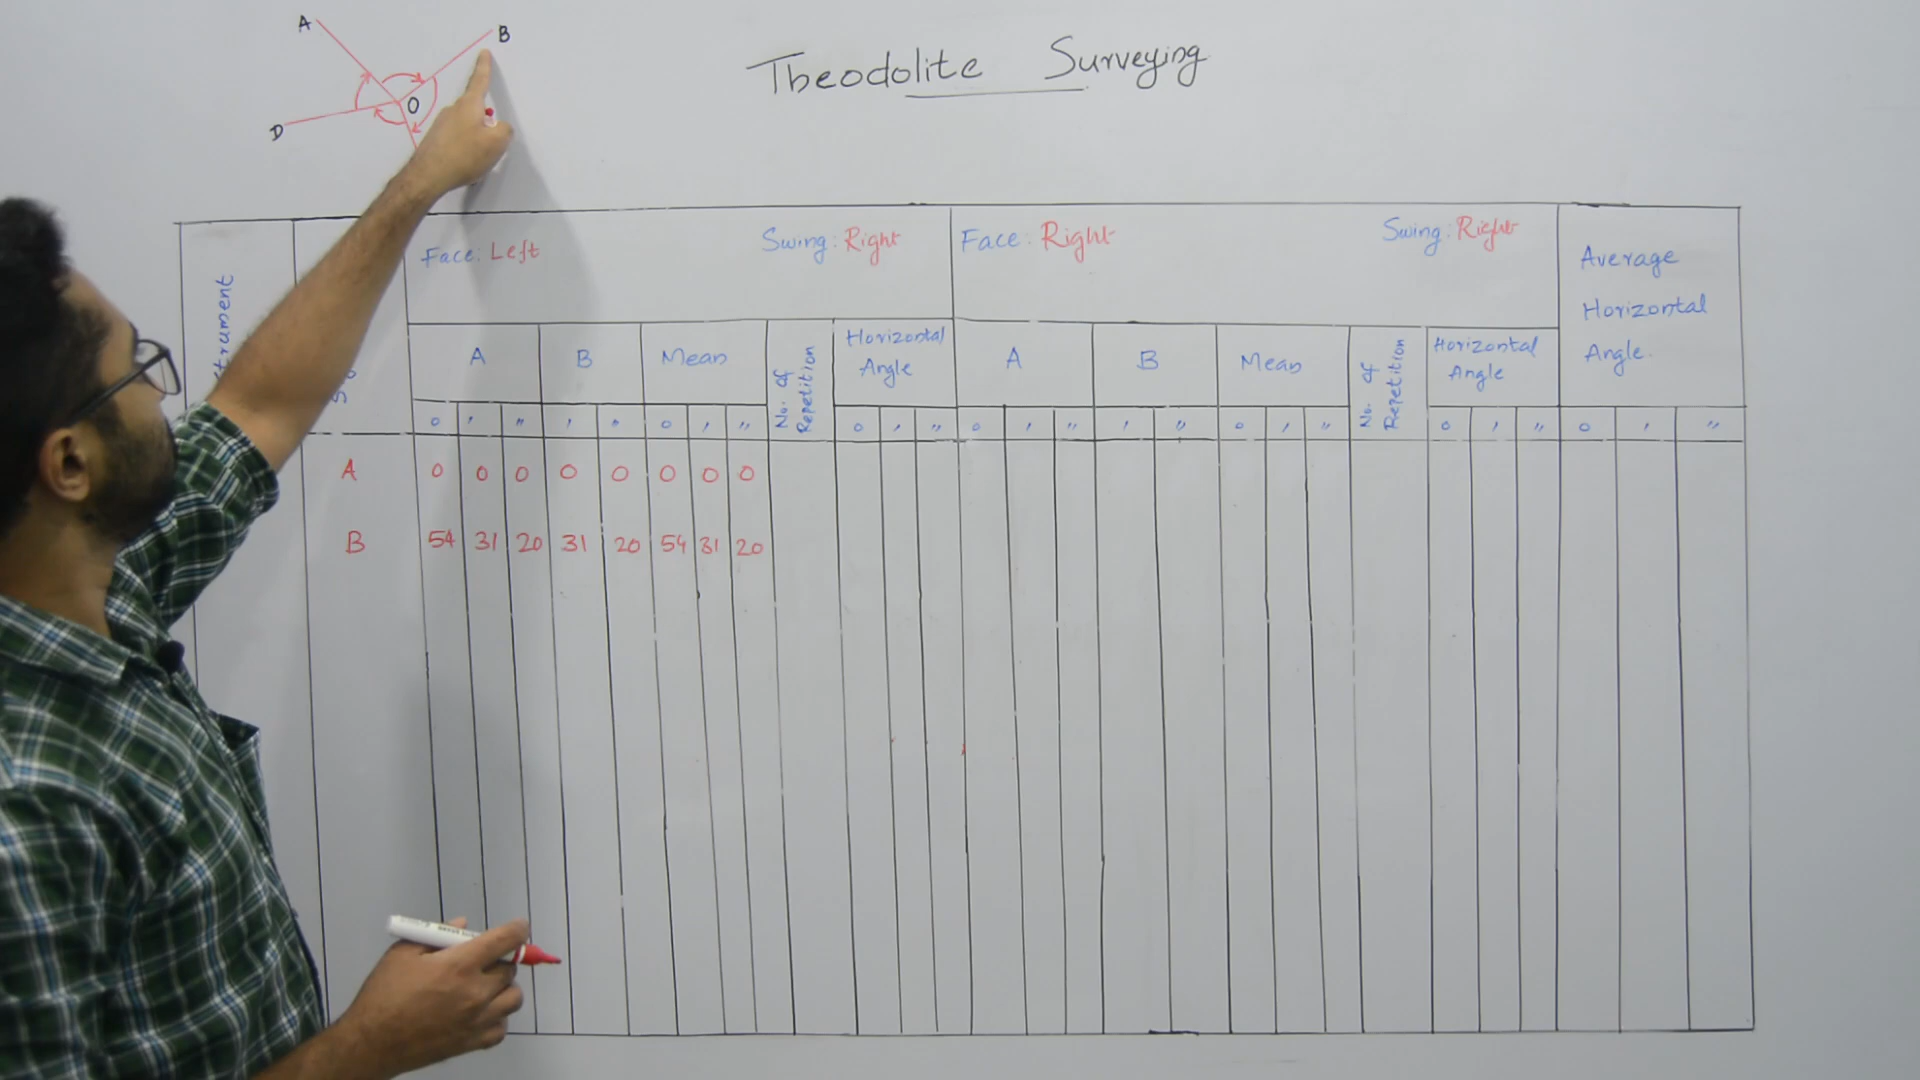 A
B
O
D
Theodolite Surveying
trument
Face: Left Swing: Right Face: Right Swing: Right
Average
Horizontal
Angle.
A B Mean No. of Repetition Horizontal Angle A B Mean No. of Repetition Horizontal Angle
o ' " ' " o ' " o ' " o ' " ' " o ' " o ' " o ' "
A 0 0 0 0 0 0 0 0
B 54 31 20 31 20 54 31 20